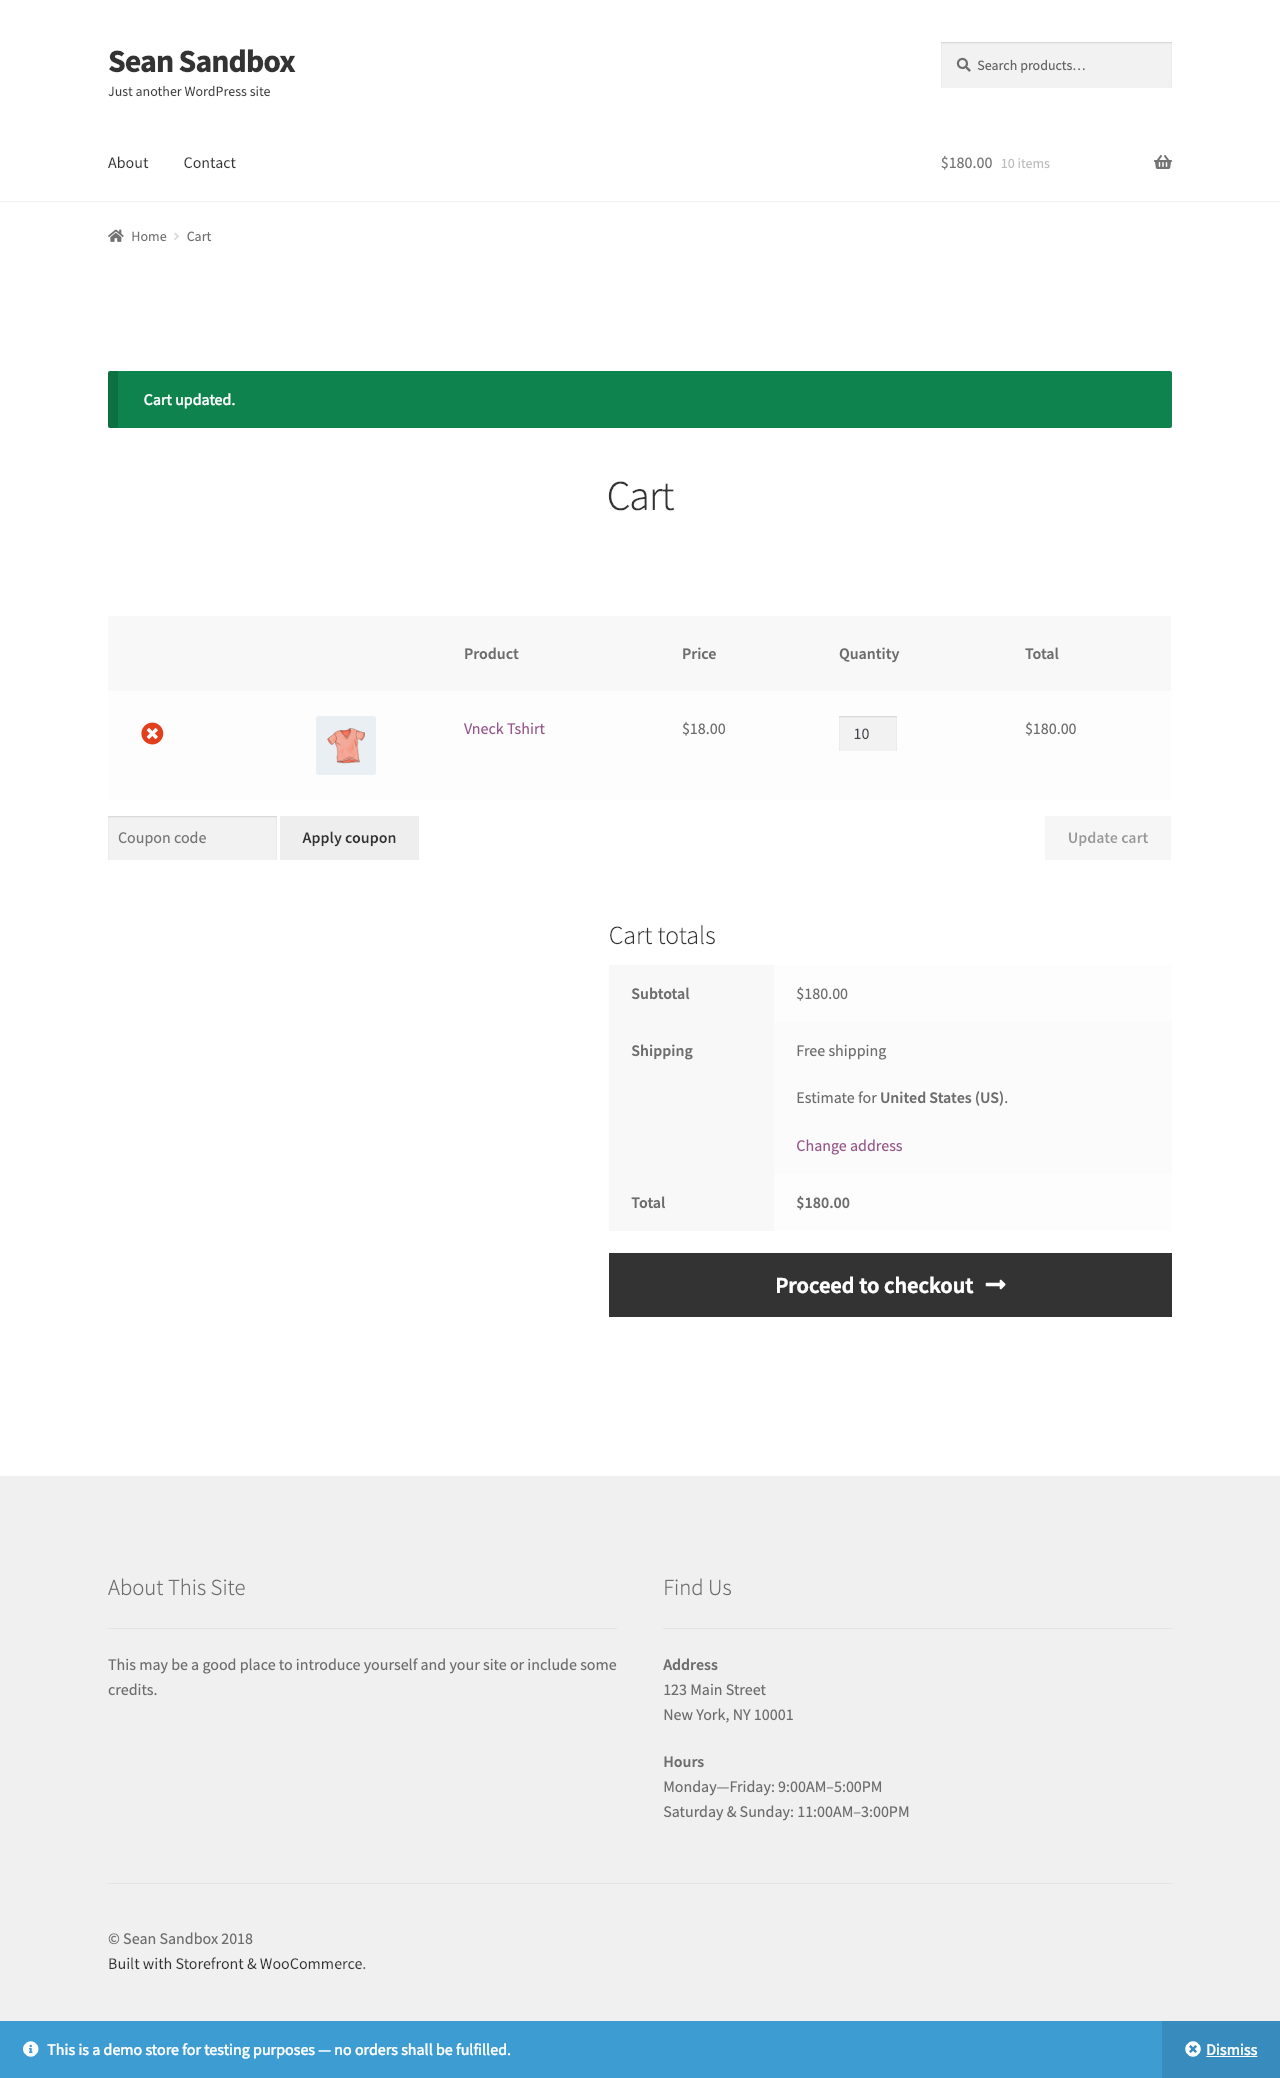 Sean Sandbox
Just another WordPress site
Search products…
About
Contact
$180.00 10 items
Home
Cart
Cart updated.
Cart
Product Price Quantity Total
Vneck Tshirt $18.00 10 $180.00
Coupon code
Apply coupon
Update cart
Cart totals
Subtotal $180.00
Shipping Free shipping
Estimate for United States (US).
Change address
Total $180.00
Proceed to checkout →
About This Site
This may be a good place to introduce yourself and your site or include some
credits.
Find Us
Address
123 Main Street
New York, NY 10001
Hours
Monday—Friday: 9:00AM–5:00PM
Saturday & Sunday: 11:00AM–3:00PM
© Sean Sandbox 2018
Built with Storefront & WooCommerce.
This is a demo store for testing purposes — no orders shall be fulfilled.
Dismiss